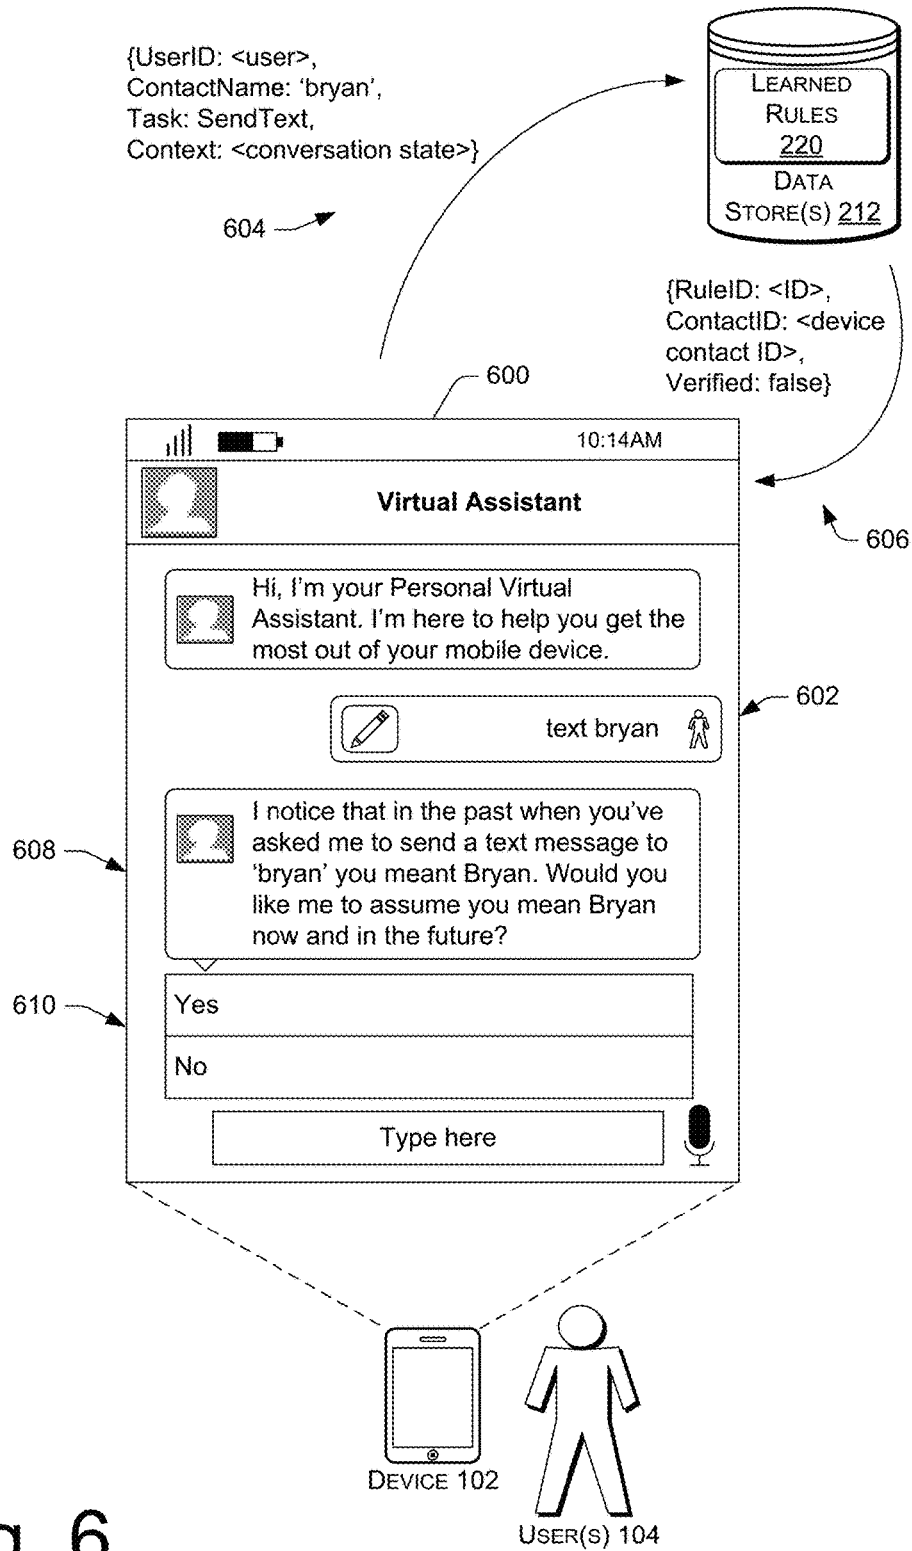 {UserID: <user>,
ContactName: ‘bryan’,
Task: SendText,
Context: <conversation state>}
604
LEARNED
RULES
220
DATA
STORE(S) 212
{RuleID: <ID>,
ContactID: <device
contact ID>,
Verified: false}
606
600
10:14AM
Virtual Assistant
Hi, I’m your Personal Virtual
Assistant. I’m here to help you get the
most out of your mobile device.
602
text bryan
608
I notice that in the past when you’ve
asked me to send a text message to
‘bryan’ you meant Bryan. Would you
like me to assume you mean Bryan
now and in the future?
610
Yes
No
Type here
DEVICE 102
USER(S) 104
6